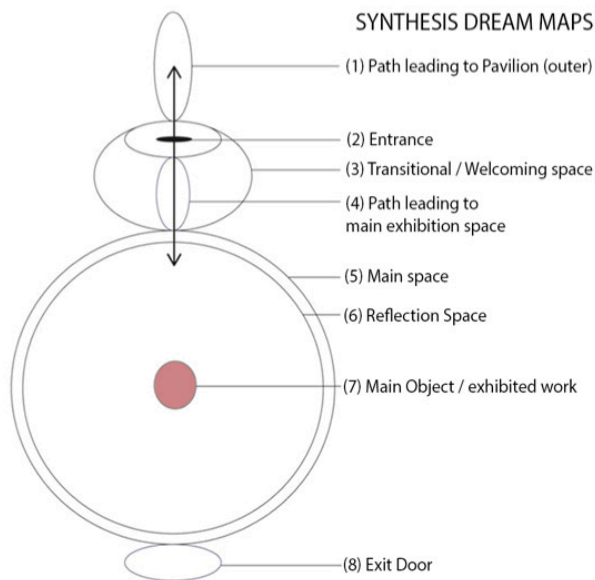 SYNTHESIS DREAM MAPS
(1) Path leading to Pavilion (outer)
(2) Entrance
(3) Transitional / Welcoming space
(4) Path leading to
main exhibition space
(5) Main space
(6) Reflection Space
(7) Main Object / exhibited work
(8) Exit Door